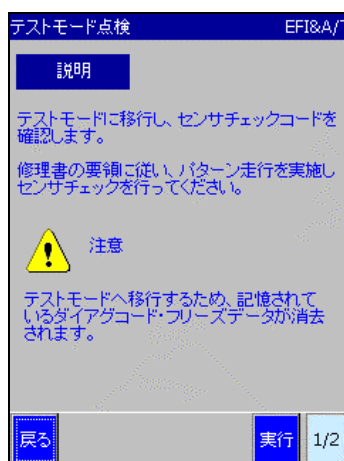 テストモード点検 EFI&A/T
説明
テストモードに移行し、センサチェックコードを
確認します。
修理書の要領に従い、パターン走行を実施し
センサチェックを行ってください。
注意
テストモードへ移行するため、記憶されて
いるダイアグコード・フリーズデータが消去
されます。
戻る 実行 1/2